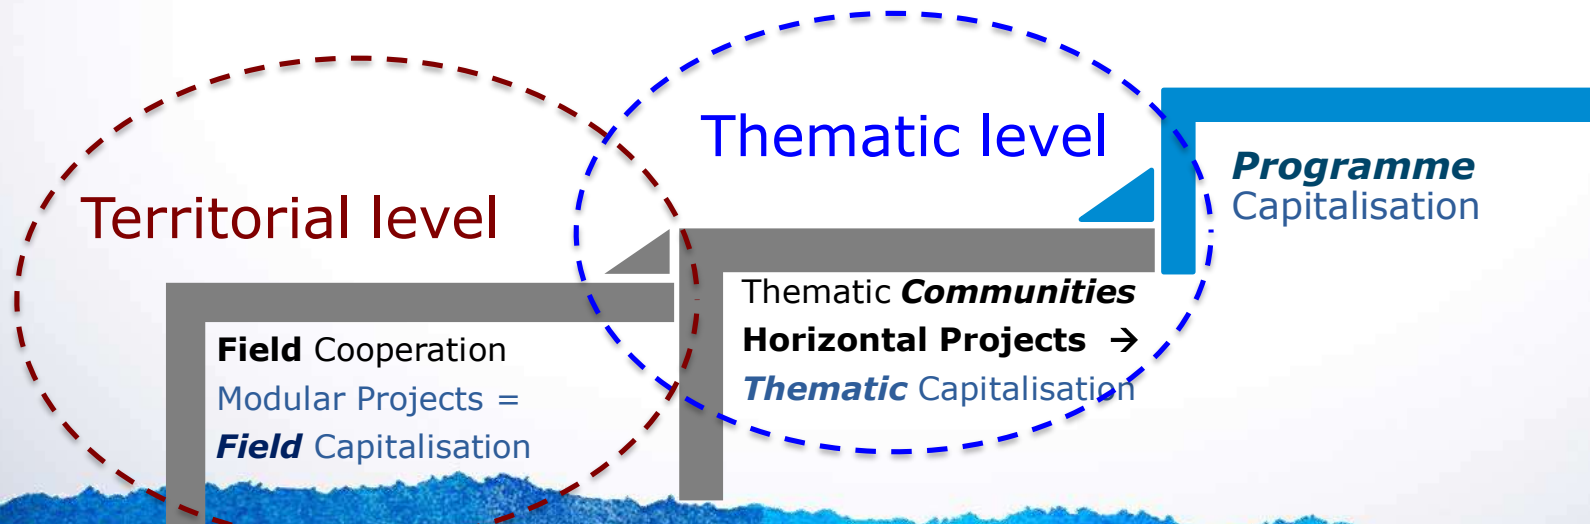 Territorial level
Field Cooperation
Modular Projects =
Field Capitalisation
Thematic level
Thematic Communities
Horizontal Projects →
Thematic Capitalisation
Programme
Capitalisation